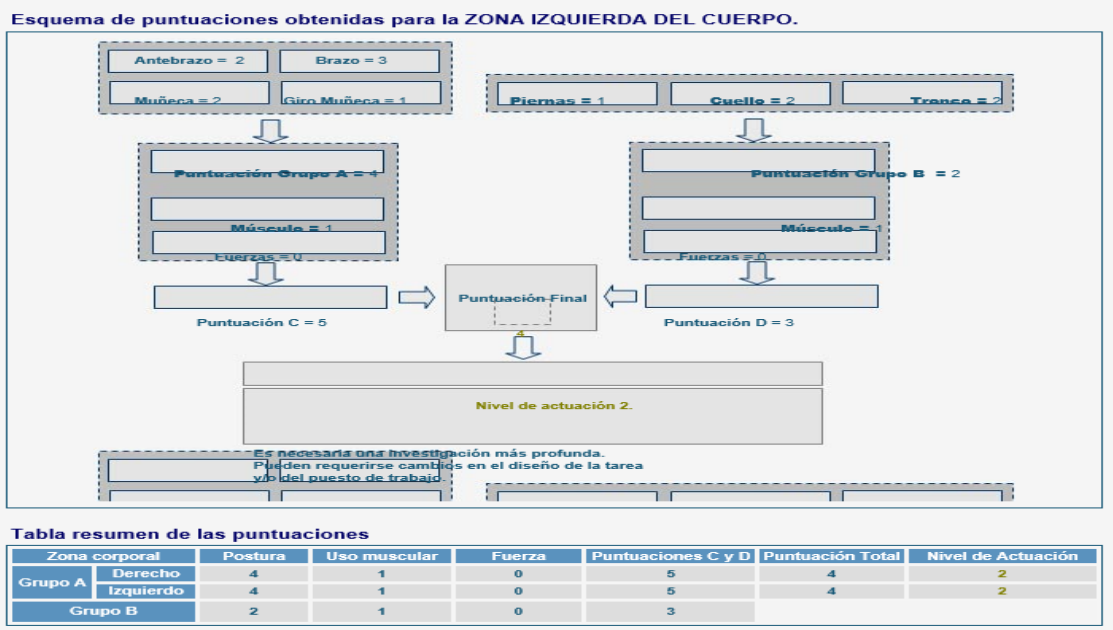 Esquema de puntuaciones obtenidas para la ZONA IZQUIERDA DEL CUERPO.
Antebrazo = 2
Brazo = 3
Muñeca = 2
Giro Muñeca = 1
Piernas = 1
Cuello = 2
Tronco = 2
Puntuación Grupo A = 4
Puntuación Grupo B = 2
Músculo = 1
Músculo = 1
Fuerzas = 0
Fuerzas = 0
Puntuación Final
Puntuación C = 5
Puntuación D = 3
4
Nivel de actuación 2.
Es necesaria una investigación más profunda.
Pueden requerirse cambios en el diseño de la tarea
y/o del puesto de trabajo.
Tabla resumen de las puntuaciones
Zona corporal Postura Uso muscular Fuerza Puntuaciones C y D Puntuación Total Nivel de Actuación
Grupo A Derecho 4 1 0 5 4 2
Izquierdo 4 1 0 5 4 2
Grupo B 2 1 0 3